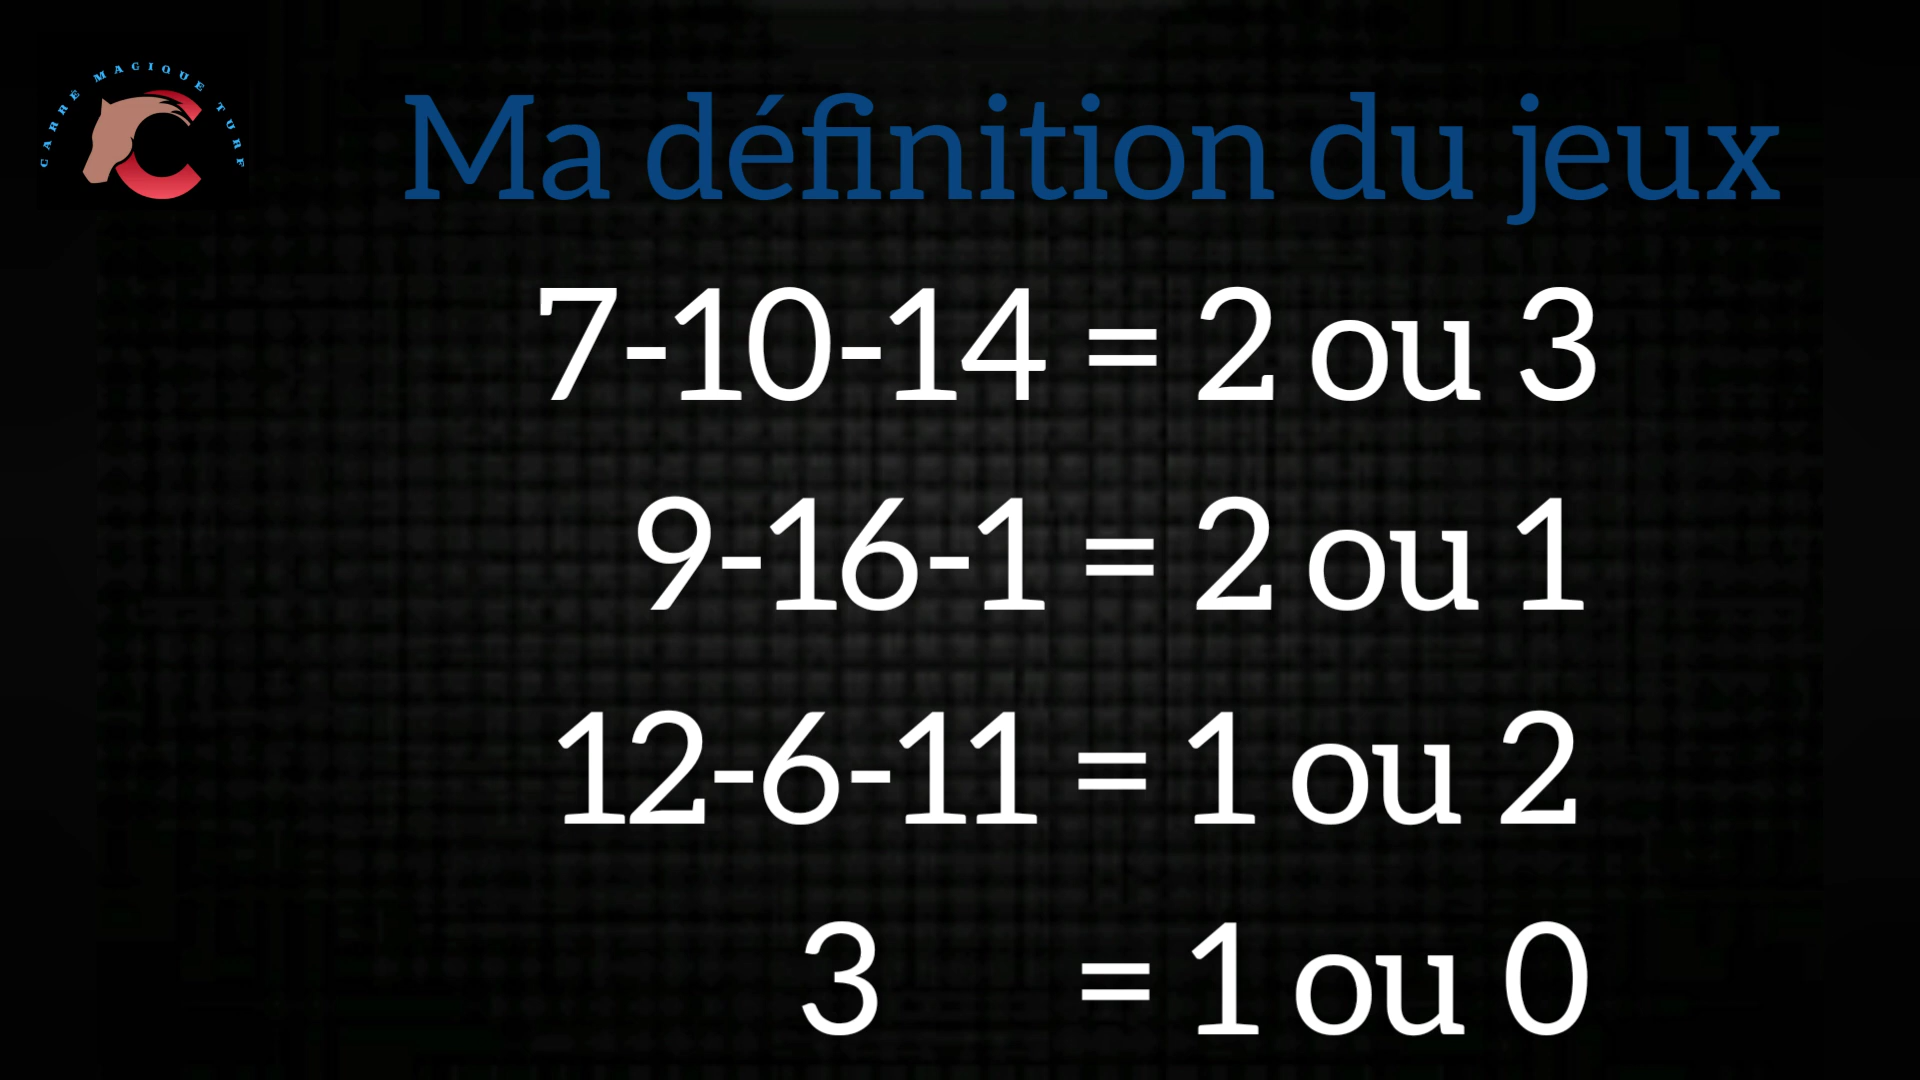 CARRÉ MAGIQUE TURF
Ma définition du jeux
7-10-14 = 2 ou 3
9-16-1 = 2 ou 1
12-6-11 = 1 ou 2
3 = 1 ou 0